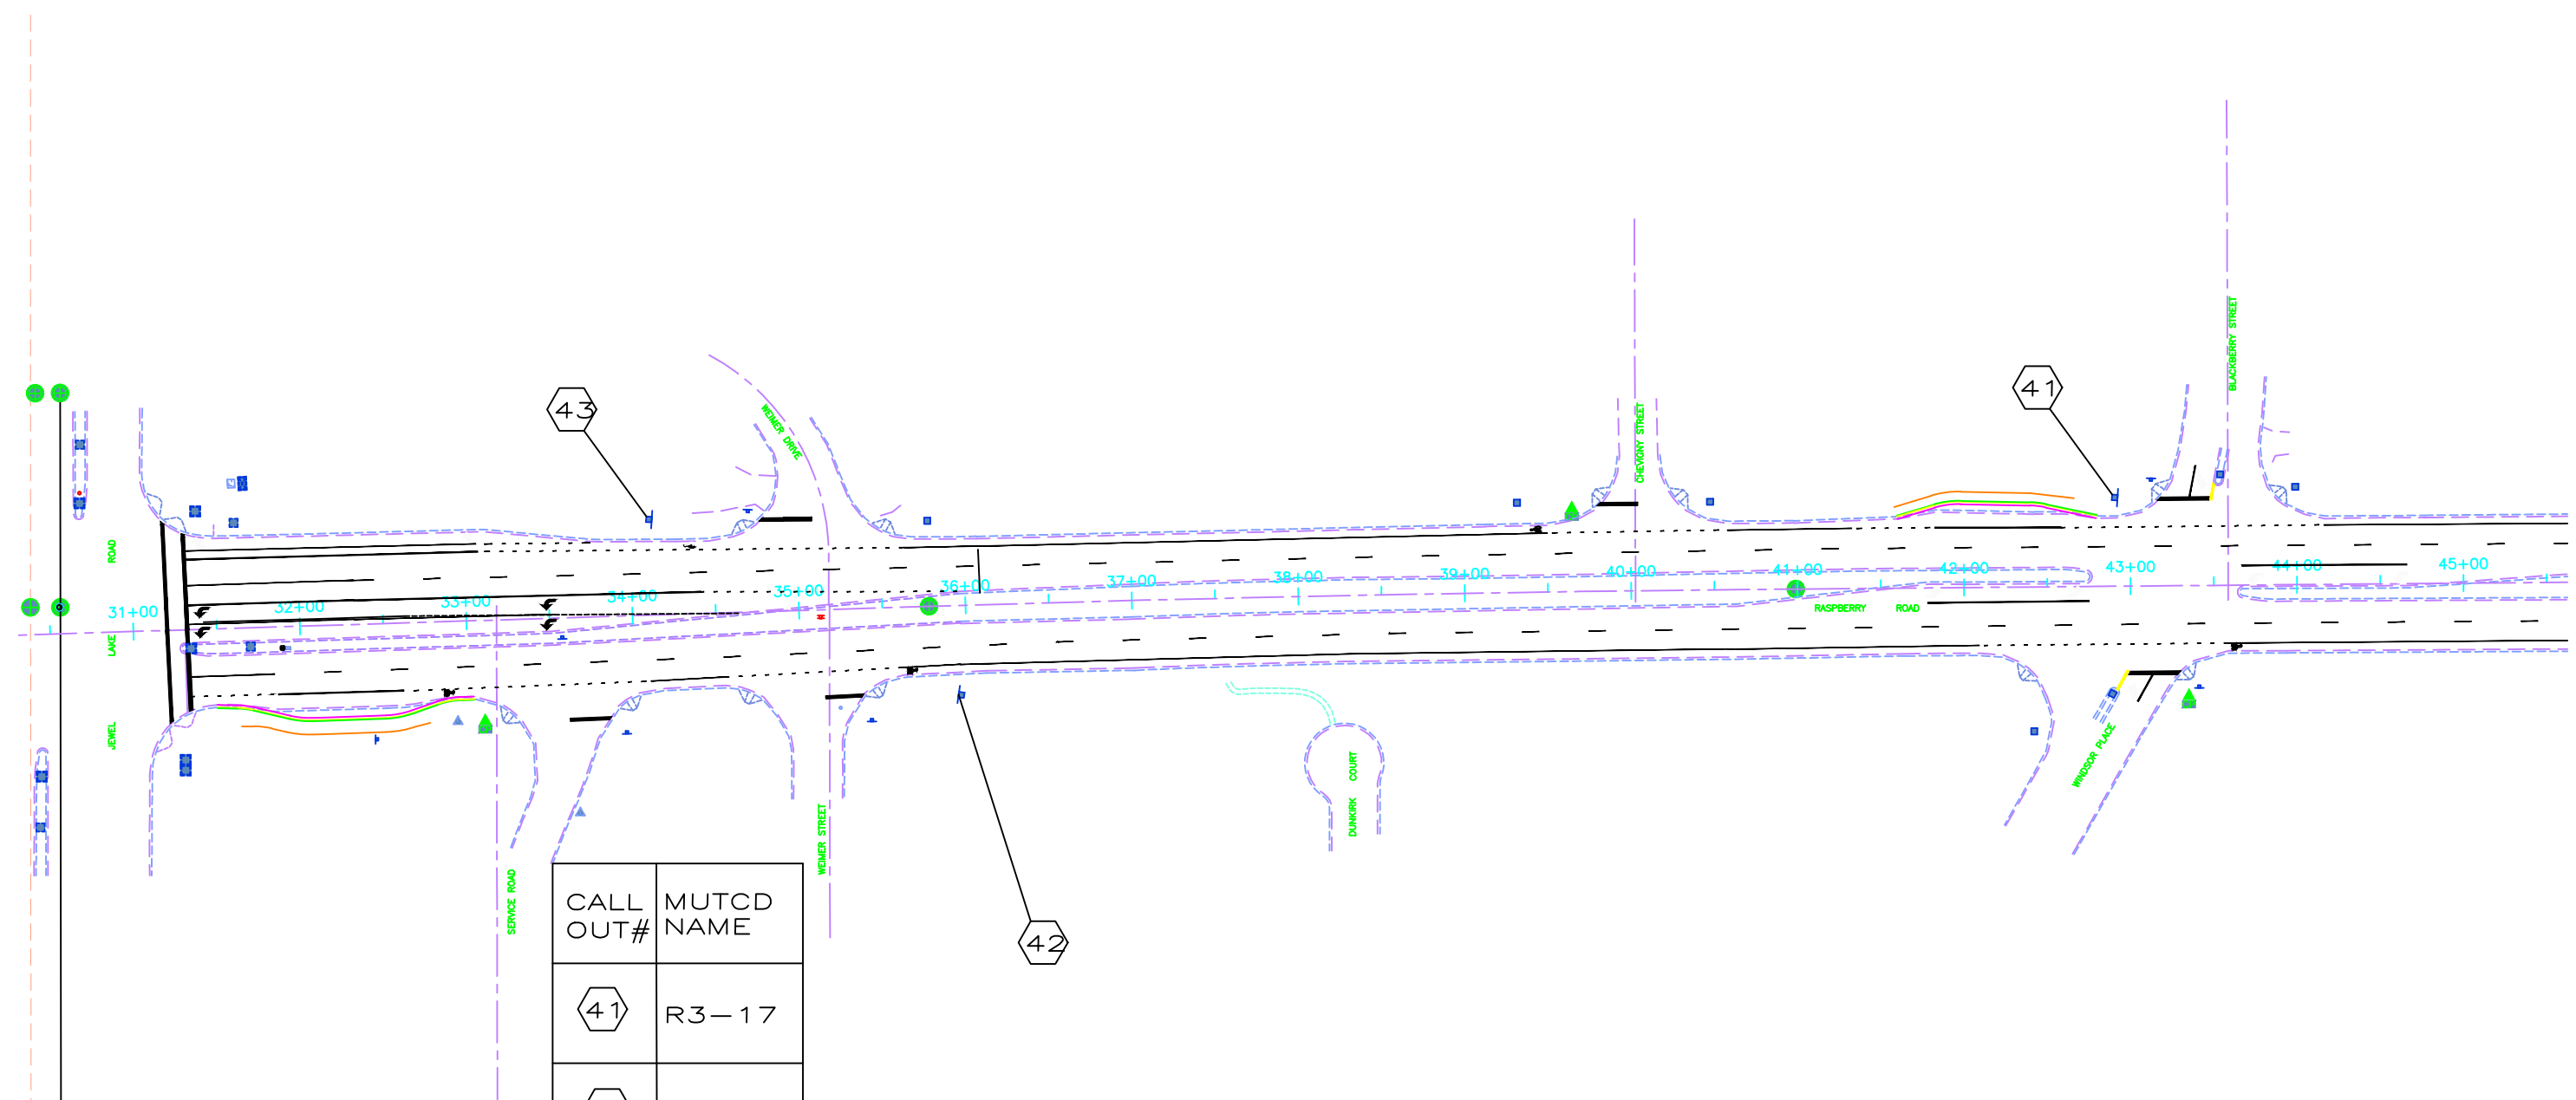 BLACKBERRY STREET
41
43
WEIMER DRIVE
CHEVIGNY STREET
JEWEL LAKE ROAD
31+00
32+00
33+00
34+00
35+00
36+00
37+00
38+00
39+00
40+00
41+00
42+00
43+00
44+00
45+00
RASPBERRY ROAD
WINDSOR PLACE
DUNKIRK COURT
WEIMER STREET
SERVICE ROAD
42
CALL OUT#
MUTCD NAME
41
R3-17